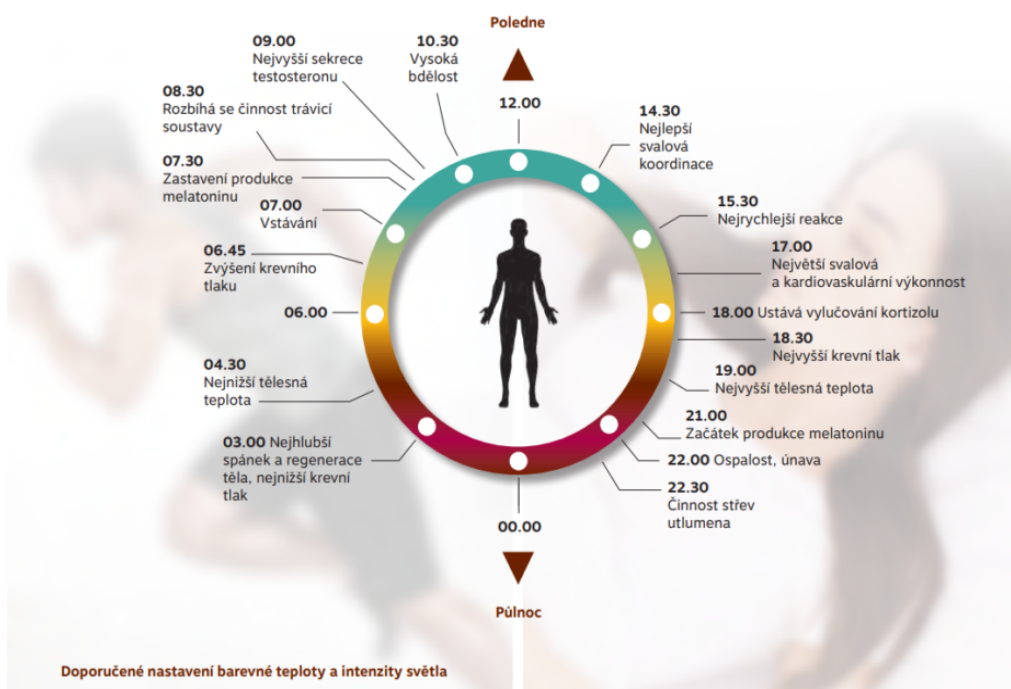 Poledne
09.00
Nejvyšší sekrece
testosteronu
10.30
Vysoká
bdělost
08.30
Rozbíhá se činnost trávicí
soustavy
12.00
14.30
Nejlepší
svalová
koordinace
07.30
Zastavení produkce
melatoninu
07.00
Vstávání
15.30
Nejrychlejší reakce
06.45
Zvýšení krevního
tlaku
17.00
Největší svalová
a kardiovaskulární výkonnost
06.00
18.00 Ustává vylučování kortizolu
18.30
Nejvyšší krevní tlak
04.30
Nejnižší tělesná
teplota
19.00
Nejvyšší tělesná teplota
21.00
Začátek produkce melatoninu
03.00 Nejhlubší
spánek a regenerace
těla, nejnižší krevní
tlak
22.00 Ospalost, únava
22.30
Činnost střev
utlumena
00.00
Půlnoc
Doporučené nastavení barevné teploty a intenzity světla